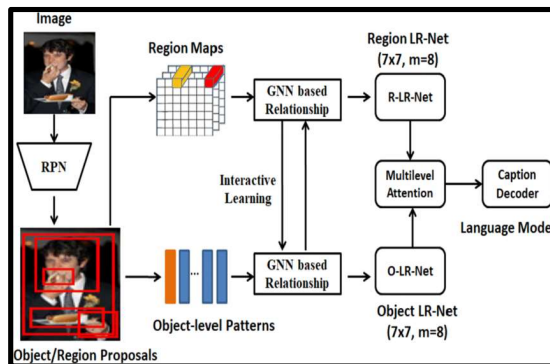 Image
Region Maps
Region LR-Net
(7x7, m=8)
GNN based
Relationship
R-LR-Net
RPN
Interactive
Learning
Multilevel
Attention
Caption
Decoder
Language Mode
GNN based
Relationship
O-LR-Net
Object-level Patterns
Object LR-Net
(7x7, m=8)
Object/Region Proposals